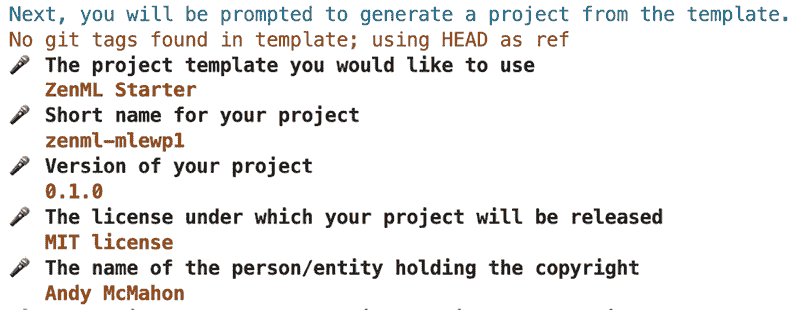 Next, you will be prompted to generate a project from the template.
No git tags found in template; using HEAD as ref
🎤 The project template you would like to use
ZenML Starter
🎤 Short name for your project
zenml-mlewp1
🎤 Version of your project
0.1.0
🎤 The license under which your project will be released
MIT license
🎤 The name of the person/entity holding the copyright
Andy McMahon